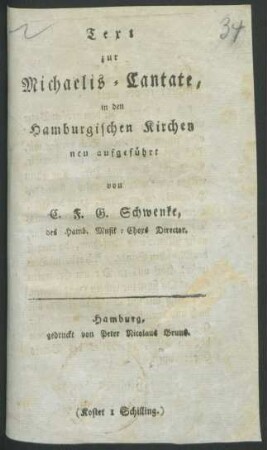 34
Text
zur
Michaelis-Cantate,
in den
Hamburgischen Kirchen
neu aufgeführt
von
C. F. G. Schwenke,
des Hamb. Musik-Chors Director.
Hamburg,
gedruckt von Peter Nicolaus Bruns.
(Kostet 1 Schilling.)